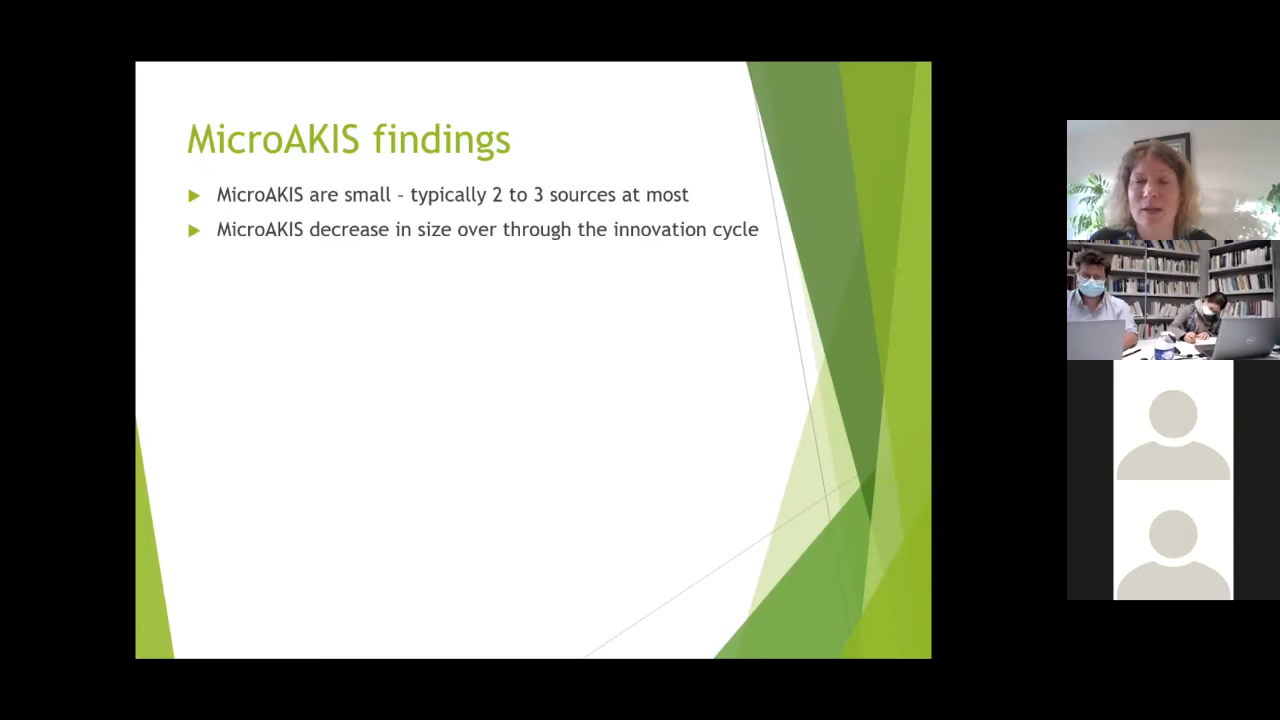 MicroAKIS findings
MicroAKIS are small – typically 2 to 3 sources at most
MicroAKIS decrease in size over through the innovation cycle